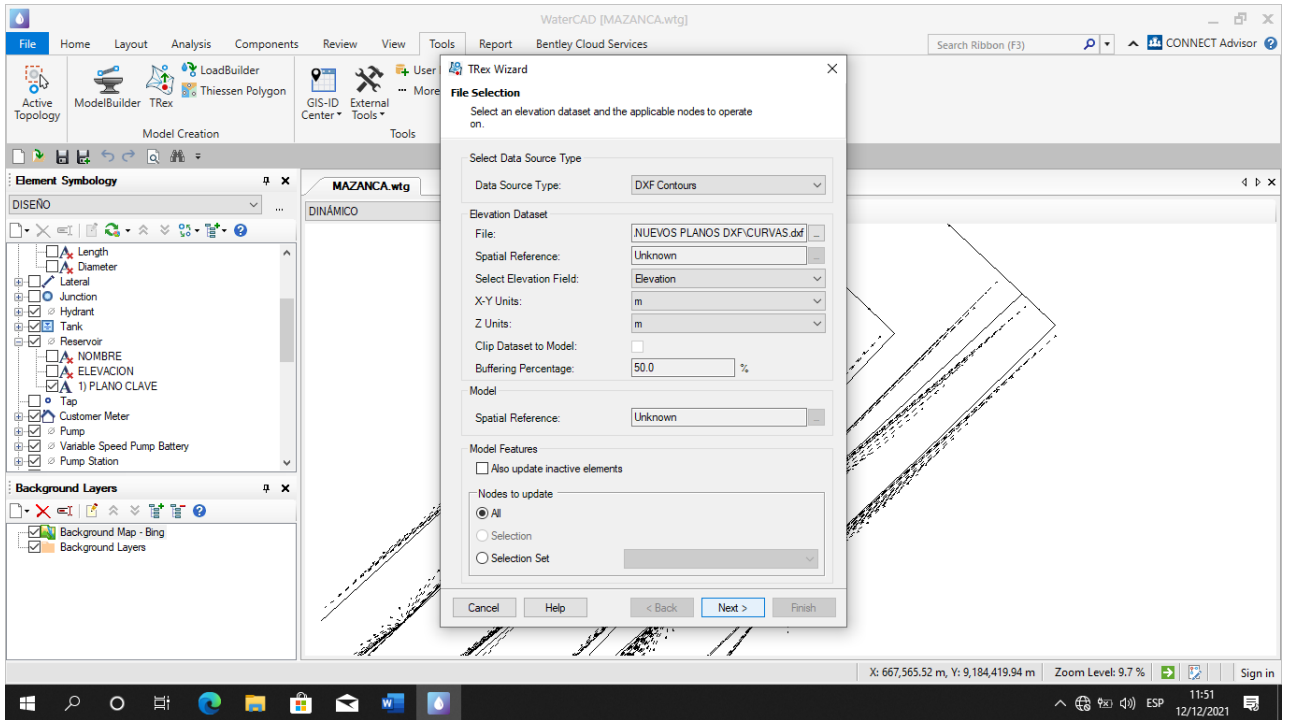 WaterCAD [MAZANCA.wtg]
File Home Layout Analysis Components Review View Tools Report Bentley Cloud Services
Search Ribbon (F3)
CONNECT Advisor
Active Topology
ModelBuilder
TRex
LoadBuilder
Thiessen Polygon
Model Creation
GIS-ID Center
External Tools
User
More
Tools
Element Symbology
DISEÑO
...
Length
Diameter
Lateral
Junction
Hydrant
Tank
Reservoir
NOMBRE
ELEVACION
1) PLANO CLAVE
Tap
Customer Meter
Pump
Variable Speed Pump Battery
Pump Station
Background Layers
Background Map - Bing
Background Layers
MAZANCA.wtg
DINÁMICO
TRex Wizard
File Selection
Select an elevation dataset and the applicable nodes to operate
on.
Select Data Source Type
Data Source Type: DXF Contours
Elevation Dataset
File: .NUEVOS PLANOS DXF\CURVAS.dxf ...
Spatial Reference: Unknown ...
Select Elevation Field: Elevation
X-Y Units: m
Z Units: m
Clip Dataset to Model:
Buffering Percentage: 50.0 %
Model
Spatial Reference: Unknown ...
Model Features
Also update inactive elements
Nodes to update
All
Selection
Selection Set
Cancel Help < Back Next > Finish
X: 667,565.52 m, Y: 9,184,419.94 m Zoom Level: 9.7 % Sign in
ESP
11:51
12/12/2021